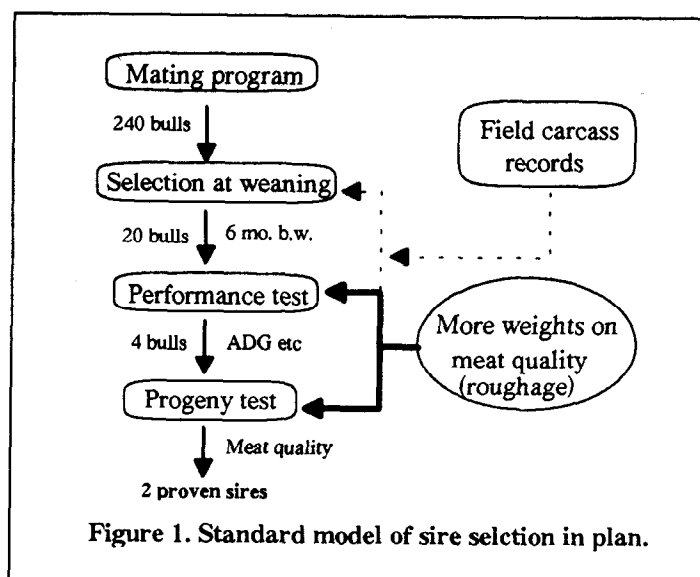 Mating program
240 bulls
Field carcass
records
Selection at weaning
20 bulls 6 mo. b.w.
Performance test
More weights on
meat quality
(roughage)
4 bulls ADG etc
Progeny test
Meat quality
2 proven sires
Figure 1. Standard model of sire selction in plan.